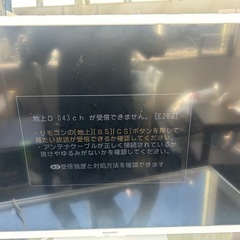 地上D 043ch が受信できません。[E202]
・リモコンの[地上][BS][CS]ボタンを押して
見たい放送が受信できるか確認してください。
・アンテナケーブルが正しく接続されているか
抜けやゆるみがないかを確認してください。
受信強度と対処方法を確認できます